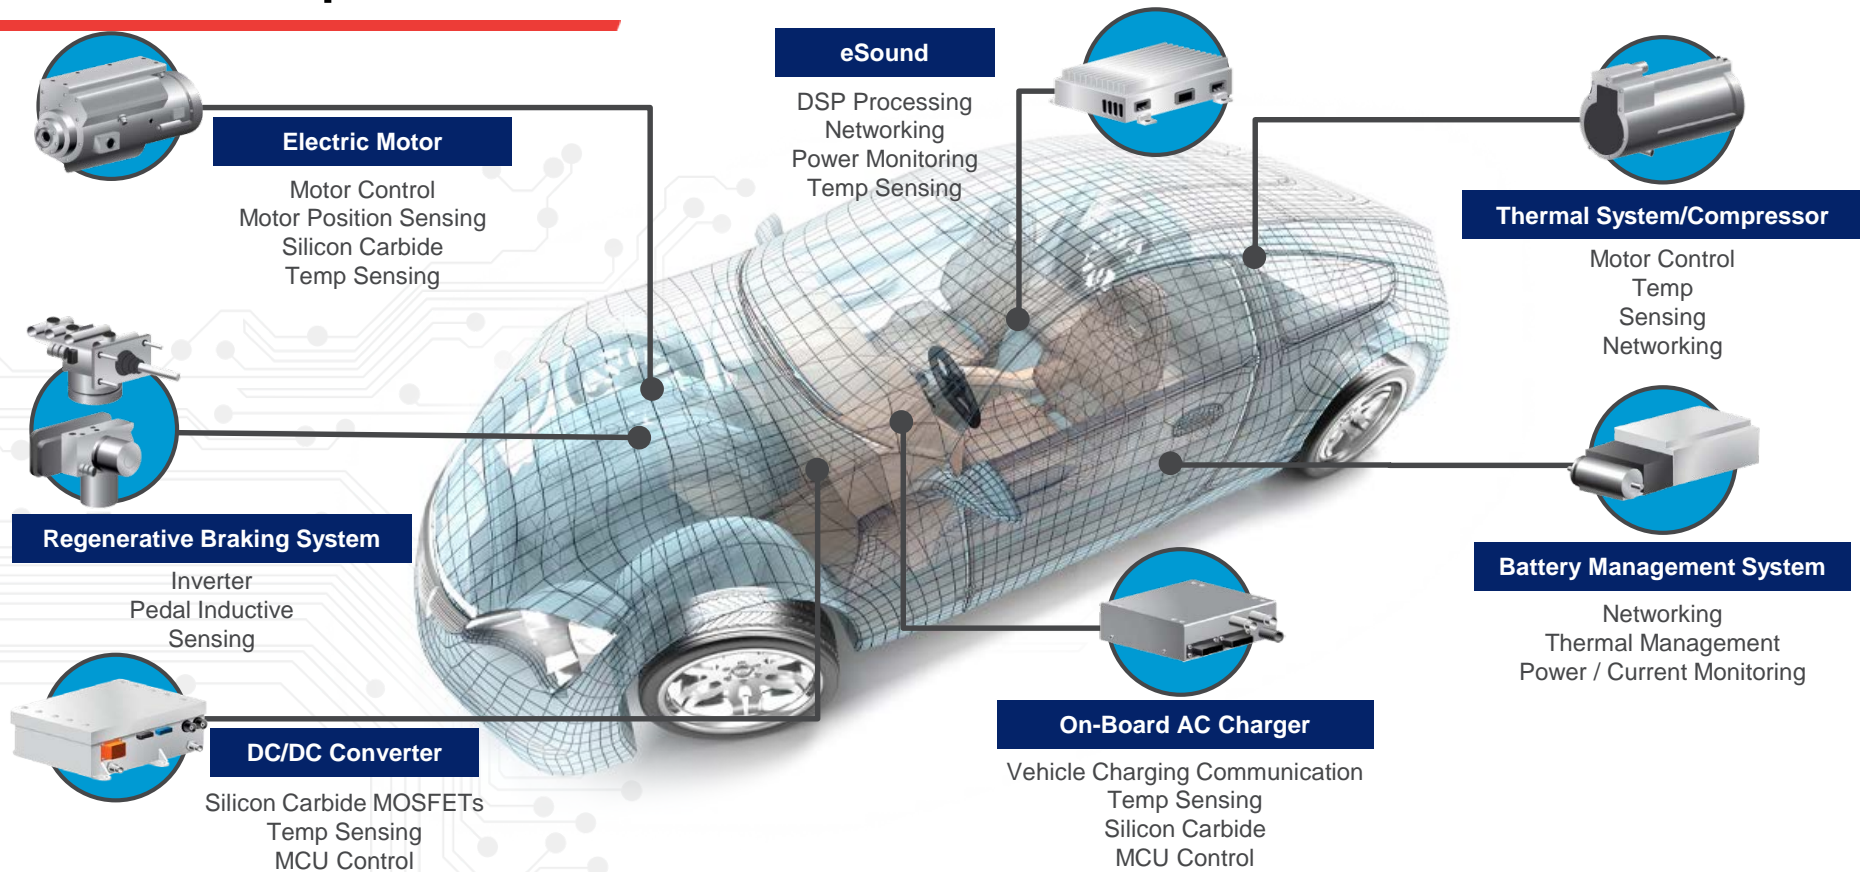 eSound
DSP Processing
Networking
Power Monitoring
Temp Sensing
Electric Motor
Motor Control
Motor Position Sensing
Silicon Carbide
Temp Sensing
Thermal System/Compressor
Motor Control
Temp
Sensing
Networking
Regenerative Braking System
Inverter
Pedal Inductive
Sensing
Battery Management System
Networking
Thermal Management
Power / Current Monitoring
DC/DC Converter
Silicon Carbide MOSFETs
Temp Sensing
MCU Control
On-Board AC Charger
Vehicle Charging Communication
Temp Sensing
Silicon Carbide
MCU Control